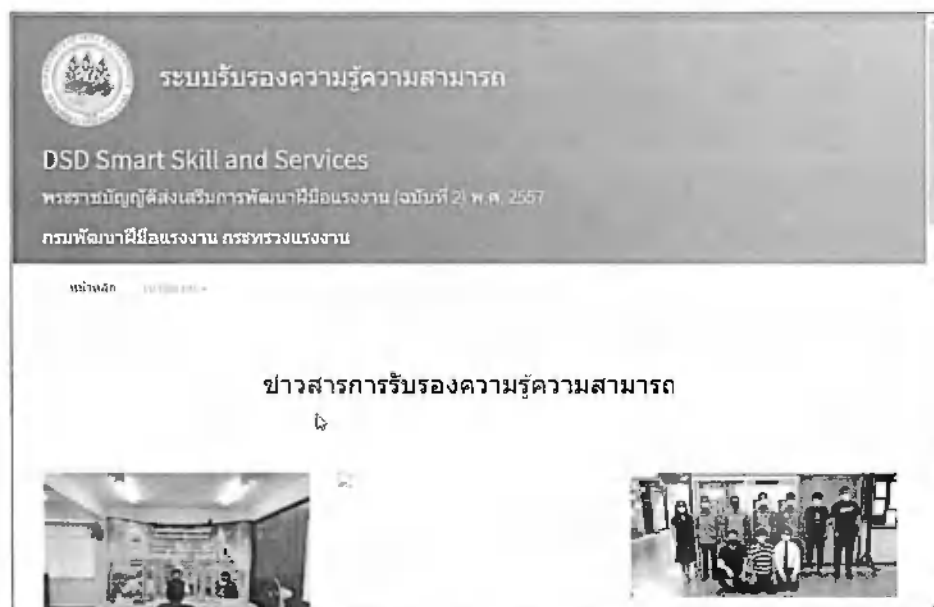 ระบบรับรองความรู้ความสามารถ
DSD Smart Skill and Services
พระราชบัญญัติส่งเสริมการพัฒนาฝีมือแรงงาน (ฉบับที่ 2) พ.ศ. 2557
กรมพัฒนาฝีมือแรงงาน กระทรวงแรงงาน
หน้าหลัก
ข่าวสารการรับรองความรู้ความสามารถ